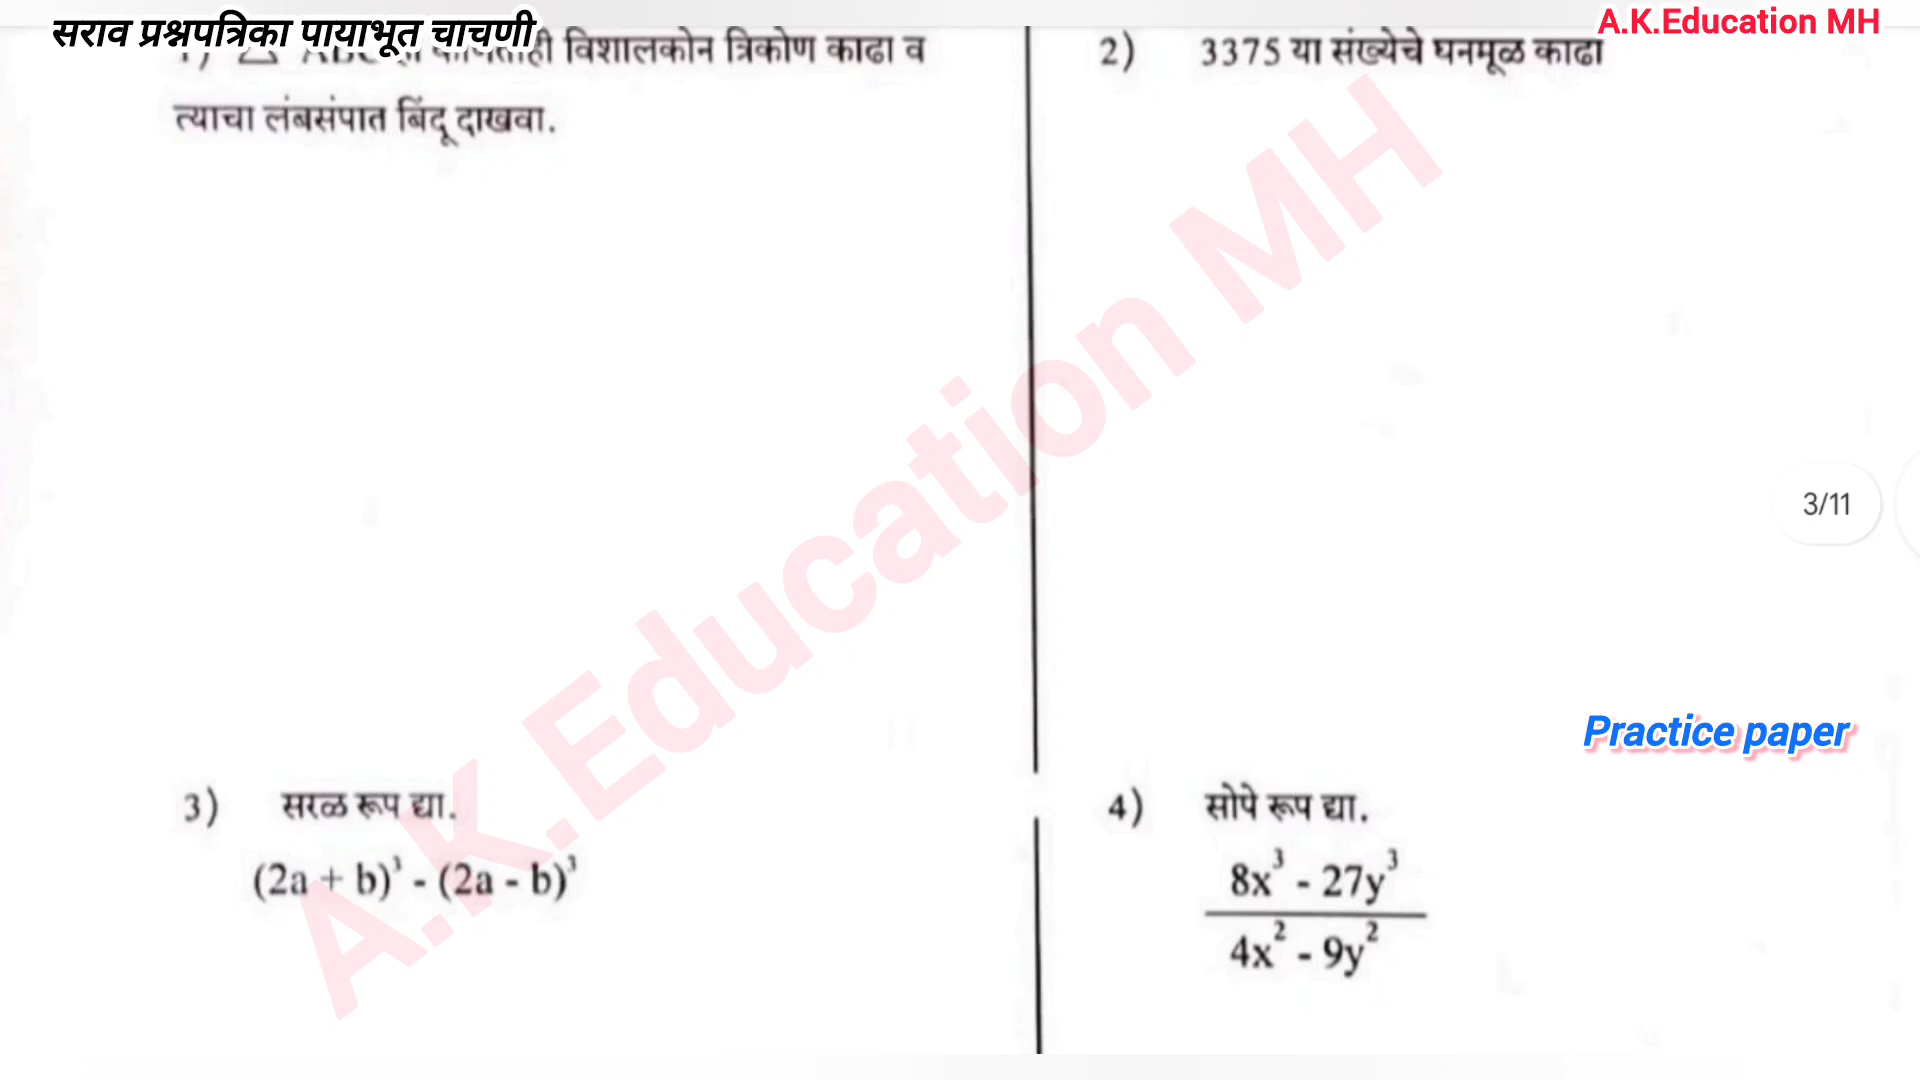 सराव प्रश्नपत्रिका पायाभूत चाचणी
A.K.Education MH
विशालकोन त्रिकोण काढा व
त्याचा लंबसंपात बिंदू दाखवा.
2) 3375 या संख्येचे घनमूळ काढा
A.K.Education MH
3/11
Practice paper
3) सरळ रूप द्या.
(2a + b)³ - (2a - b)³
4) सोपे रूप द्या.
8x³ - 27y³
4x² - 9y²